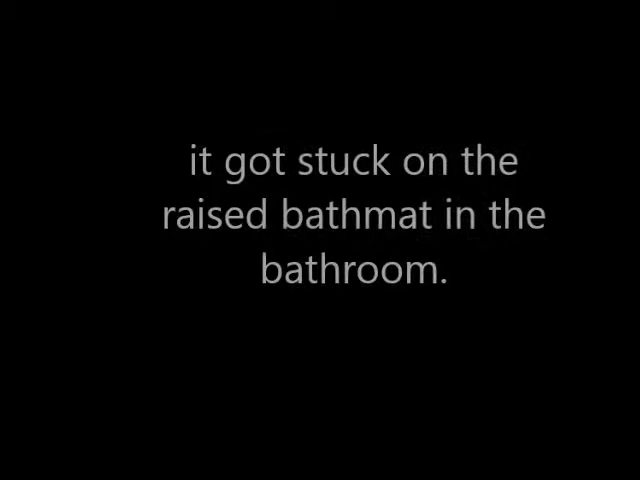 it got stuck on the
raised bathmat in the
bathroom.